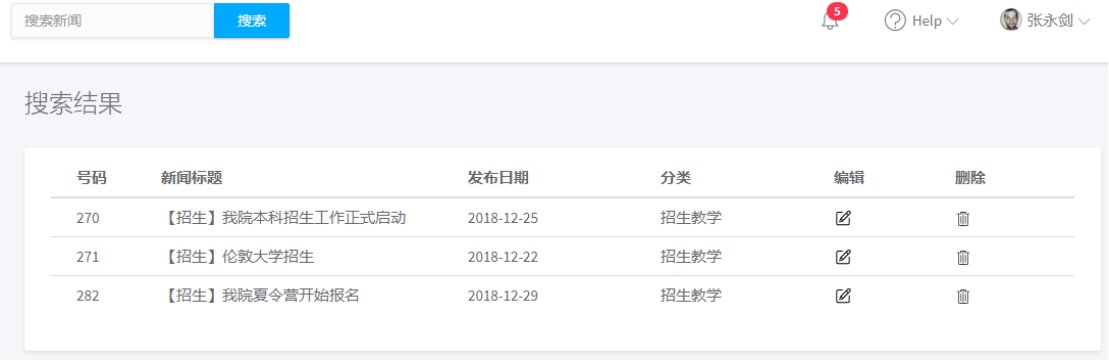 搜索新闻 搜索 5 Help 张永剑
搜索结果
号码 新闻标题 发布日期 分类 编辑 删除
270 【招生】我院本科招生工作正式启动 2018-12-25 招生教学
271 【招生】伦敦大学招生 2018-12-22 招生教学
282 【招生】我院夏令营开始报名 2018-12-29 招生教学